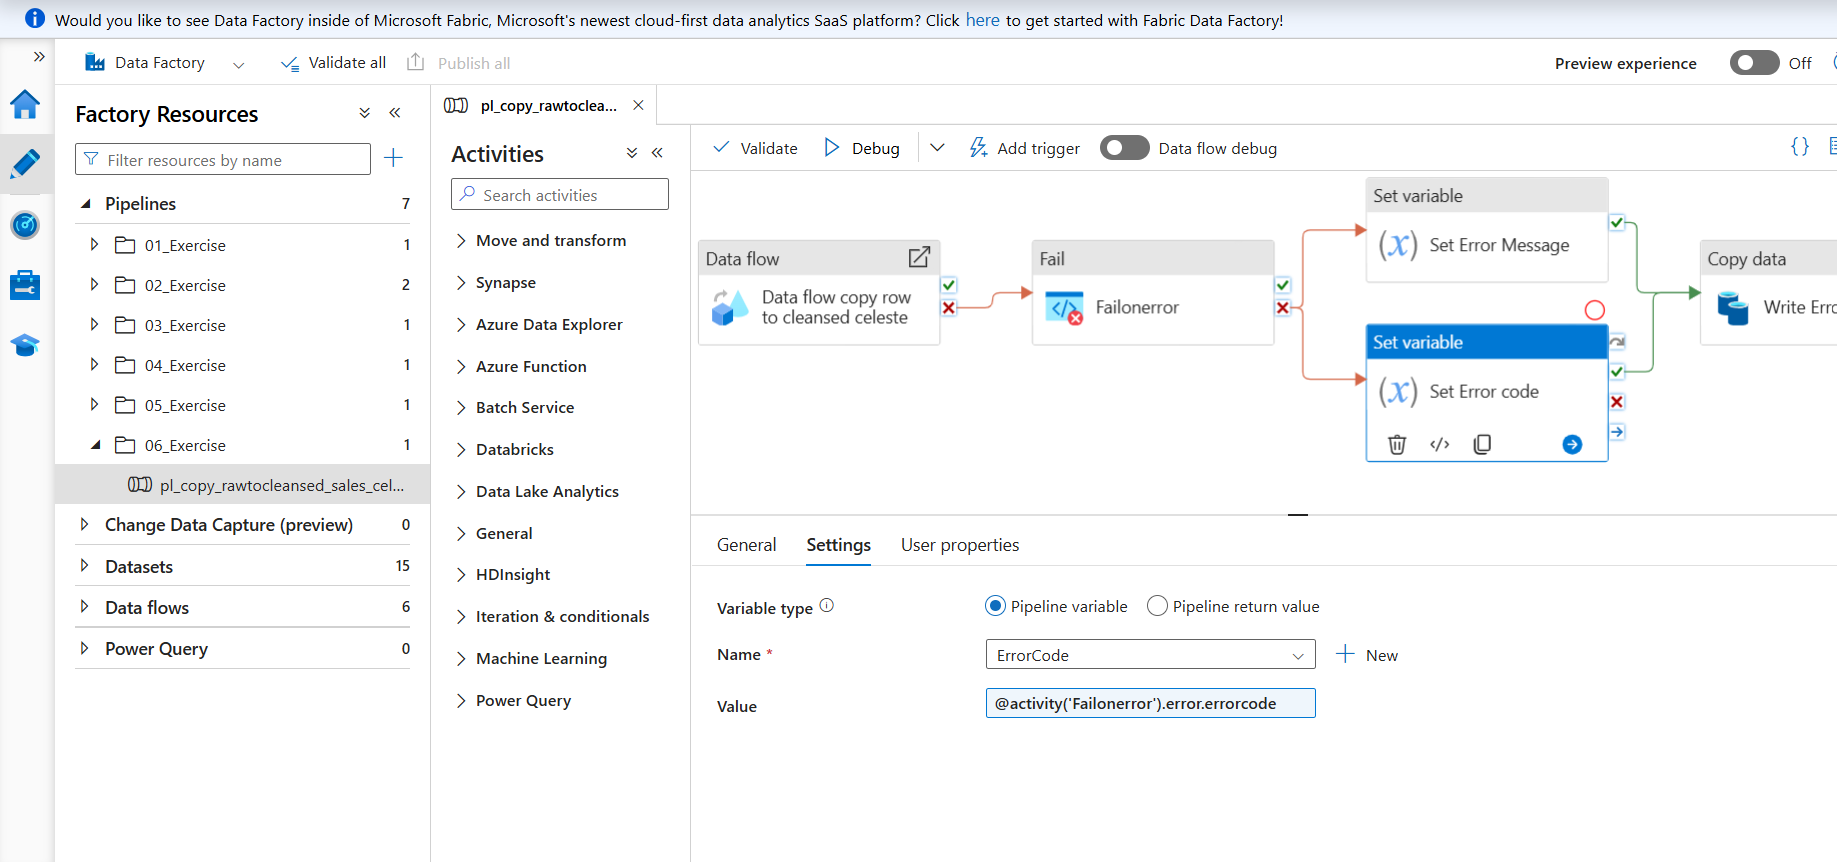 Would you like to see Data Factory inside of Microsoft Fabric, Microsoft's newest cloud-first data analytics SaaS platform? Click here to get started with Fabric Data Factory!
Data Factory
Validate all
Publish all
Preview experience
Off
Factory Resources
Filter resources by name
Pipelines 7
01_Exercise 1
02_Exercise 2
03_Exercise 1
04_Exercise 1
05_Exercise 1
06_Exercise 1
pl_copy_rawtocleansed_sales_cel...
Change Data Capture (preview) 0
Datasets 15
Data flows 6
Power Query 0
pl_copy_rawtoclea...
Activities
Search activities
Move and transform
Synapse
Azure Data Explorer
Azure Function
Batch Service
Databricks
Data Lake Analytics
General
HDInsight
Iteration & conditionals
Machine Learning
Power Query
Validate
Debug
Add trigger
Data flow debug
Data flow
Data flow copy row
to cleansed celeste
Fail
Failonerror
Set variable
(x) Set Error Message
Set variable
(x) Set Error code
Copy data
Write Erro
General
Settings
User properties
Variable type
Pipeline variable
Pipeline return value
Name *
ErrorCode
New
Value
@activity('Failonerror').error.errorcode